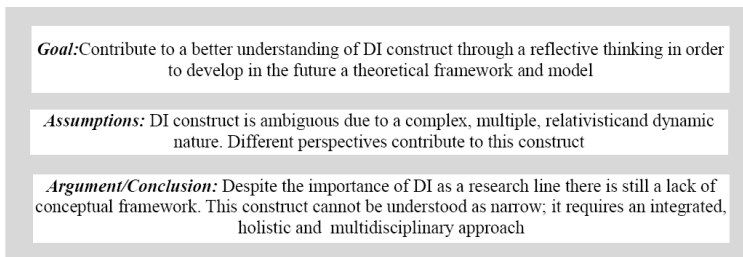 Goal:Contribute to a better understanding of DI construct through a reflective thinking in order
to develop in the future a theoretical framework and model
Assumptions: DI construct is ambiguous due to a complex, multiple, relativisticand dynamic
nature. Different perspectives contribute to this construct
Argument/Conclusion: Despite the importance of DI as a research line there is still a lack of
conceptual framework. This construct cannot be understood as narrow; it requires an integrated,
holistic and multidisciplinary approach